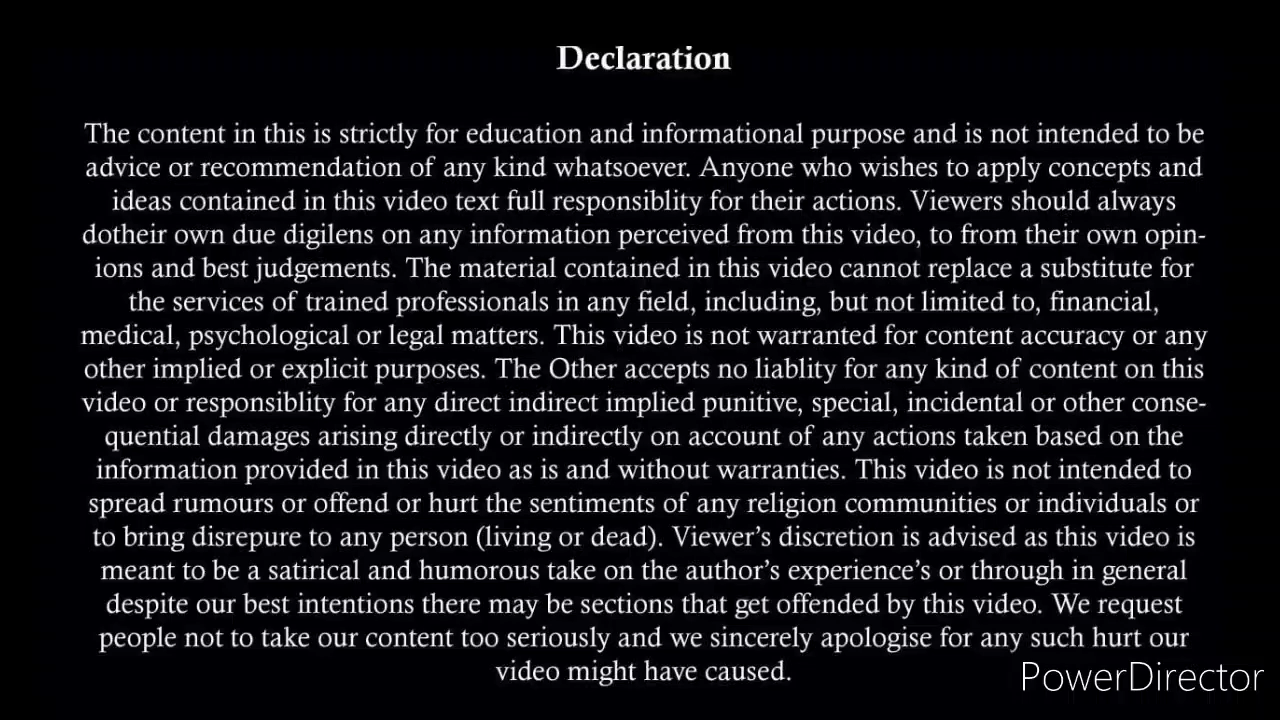 Declaration
The content in this is strictly for education and informational purpose and is not intended to be
advice or recommendation of any kind whatsoever. Anyone who wishes to apply concepts and
ideas contained in this video text full responsiblity for their actions. Viewers should always
dotheir own due digilens on any information perceived from this video, to from their own opin-
ions and best judgements. The material contained in this video cannot replace a substitute for
the services of trained professionals in any field, including, but not limited to, financial,
medical, psychological or legal matters. This video is not warranted for content accuracy or any
other implied or explicit purposes. The Other accepts no liablity for any kind of content on this
video or responsiblity for any direct indirect implied punitive, special, incidental or other conse-
quential damages arising directly or indirectly on account of any actions taken based on the
information provided in this video as is and without warranties. This video is not intended to
spread rumours or offend or hurt the sentiments of any religion communities or individuals or
to bring disrepure to any person (living or dead). Viewer’s discretion is advised as this video is
meant to be a satirical and humorous take on the author’s experience’s or through in general
despite our best intentions there may be sections that get offended by this video. We request
people not to take our content too seriously and we sincerely apologise for any such hurt our
video might have caused.
PowerDirector